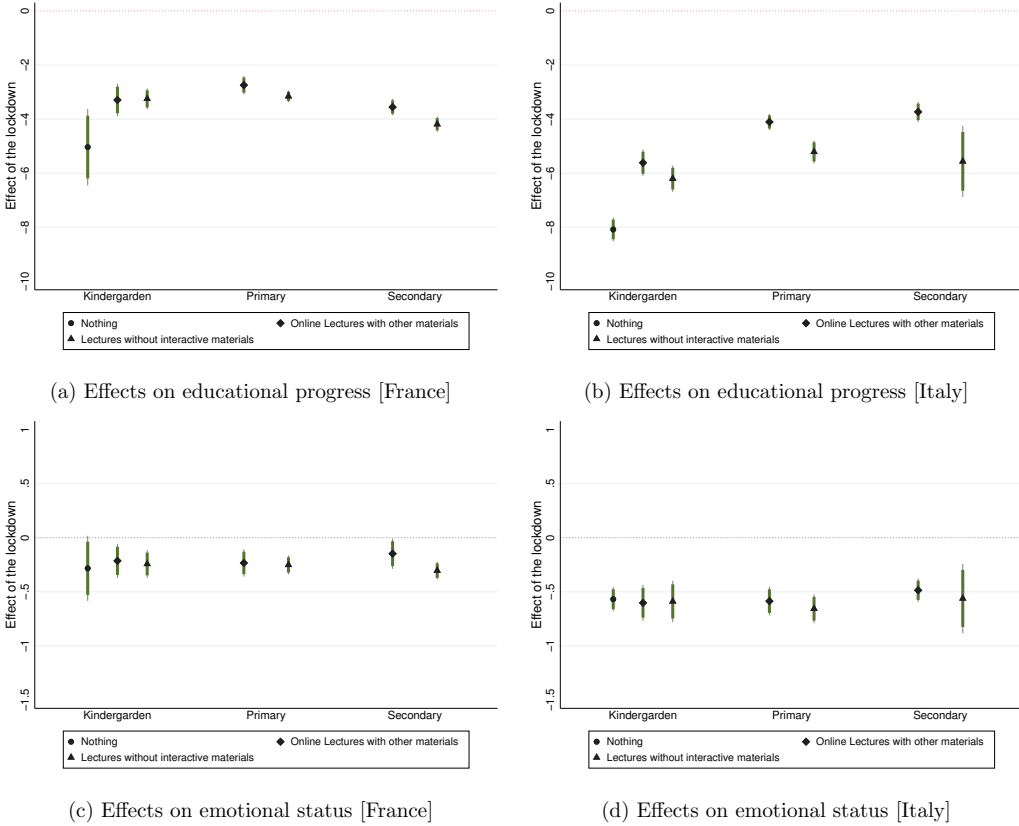 0
−2
−4
−6
−8
−10
Effect of the lockdown
Kindergarden Primary Secondary
Nothing Online Lectures with other materials
Lectures without interactive materials
(a) Effects on educational progress [France]
0
−2
−4
−6
−8
−10
Effect of the lockdown
Kindergarden Primary Secondary
Nothing Online Lectures with other materials
Lectures without interactive materials
(b) Effects on educational progress [Italy]
1
.5
0
−.5
−1
−1.5
Effect of the lockdown
Kindergarden Primary Secondary
Nothing Online Lectures with other materials
Lectures without interactive materials
(c) Effects on emotional status [France]
1
.5
0
−.5
−1
−1.5
Effect of the lockdown
Kindergarden Primary Secondary
Nothing Online Lectures with other materials
Lectures without interactive materials
(d) Effects on emotional status [Italy]